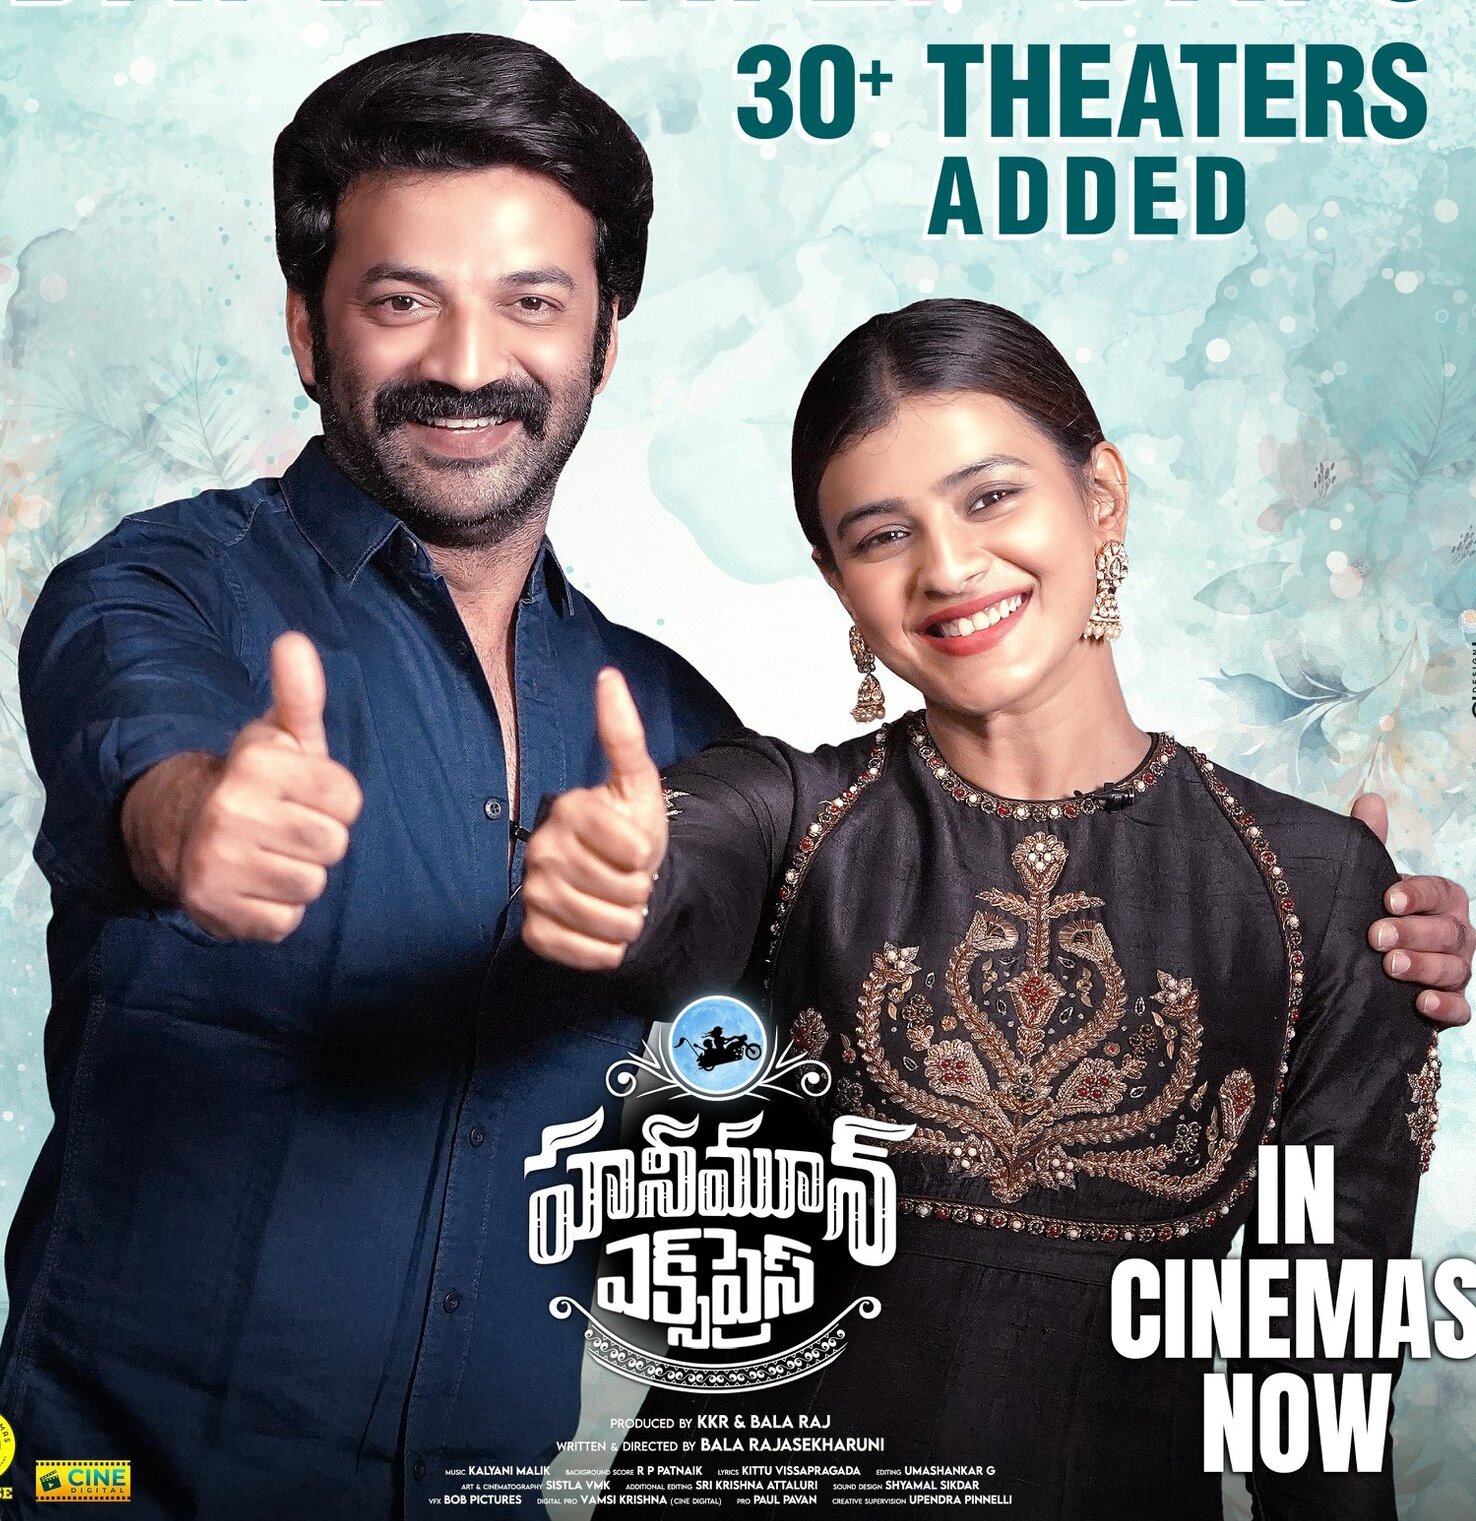 30+ THEATERS
ADDED
హనీమూన్
ఎక్స్‌ప్రెస్
IN
CINEMAS
NOW
PRODUCED BY KKR & BALA RAJ
WRITTEN & DIRECTED BY BALA RAJASEKHARUNI
MUSIC KALYANI MALIK BACKGROUND SCORE R P PATNAIK LYRICS KITTU VISSAPRAGADA EDITING UMASHANKAR G
ART & CINEMATOGRAPHY SISTLA VMK ADDITIONAL EDITING SRI KRISHNA ATTALURI SOUND DESIGN SHYAMAL SIKDAR
VFX BOB PICTURES DIGITAL PRO VAMSI KRISHNA (CINE DIGITAL) PRO PAUL PAVAN CREATIVE SUPERVISION UPENDRA PINNELLI
CINE
DIGITAL